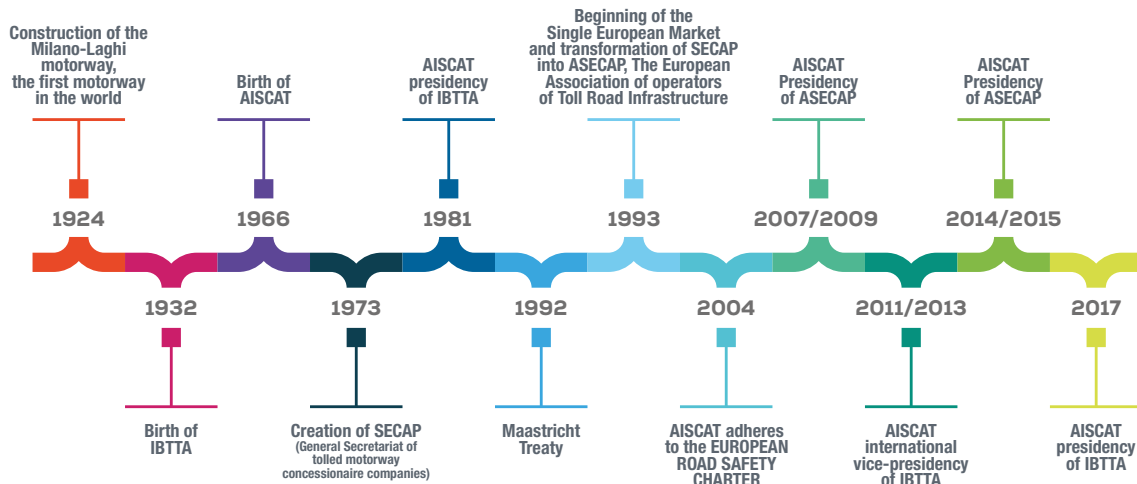 Construction of the
Milano-Laghi
motorway,
the first motorway
in the world
1924
Birth of
IBTTA
1932
Birth of
AISCAT
1966
Creation of SECAP
(General Secretariat of
tolled motorway
concessionaire companies)
1973
AISCAT
presidency
of IBTTA
1981
Maastricht
Treaty
1992
Beginning of the
Single European Market
and transformation of SECAP
into ASECAP, The European
Association of operators
of Toll Road Infrastructure
1993
AISCAT adheres
to the EUROPEAN
ROAD SAFETY
CHARTER
2004
AISCAT
Presidency
of ASECAP
2007/2009
AISCAT
international
vice-presidency
of IBTTA
2011/2013
AISCAT
Presidency
of ASECAP
2014/2015
AISCAT
presidency
of IBTTA
2017